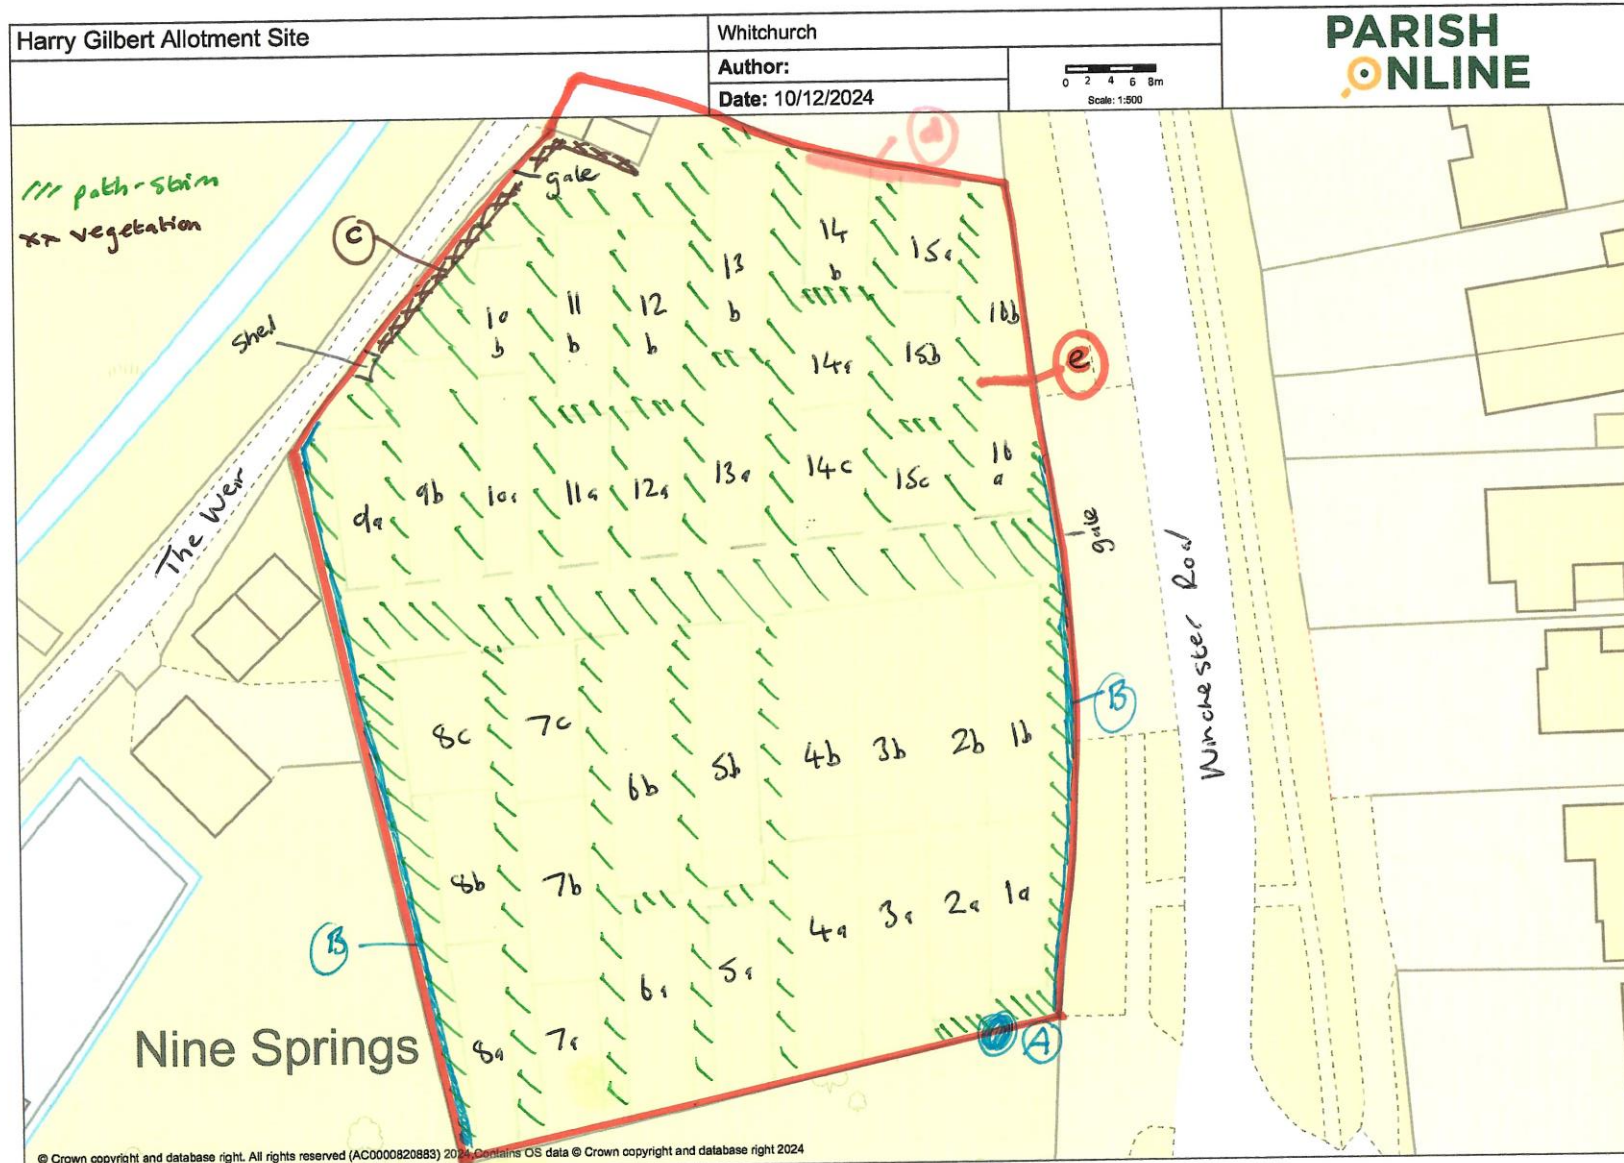 Harry Gilbert Allotment Site
Whitchurch
Author:
Date: 10/12/2024
0 2 4 6 8m
Scale: 1:500
PARISH
ONLINE
/// path - strim
xx vegetation
gate
C
d
Shed
10
b
11
b
12
b
13
b
14
b
15a
16b
14a
15b
e
9a
9b
10a
11a
12a
13a
14c
15c
16
a
gate
The Weir
Winchester Road
8c
7c
6b
5b
4b
3b
2b
1b
B
8b
7b
4a
3a
2a
1a
B
6a
5a
8a
7a
A
Nine Springs
© Crown copyright and database right. All rights reserved (AC0000820883) 2024 Contains OS data © Crown copyright and database right 2024